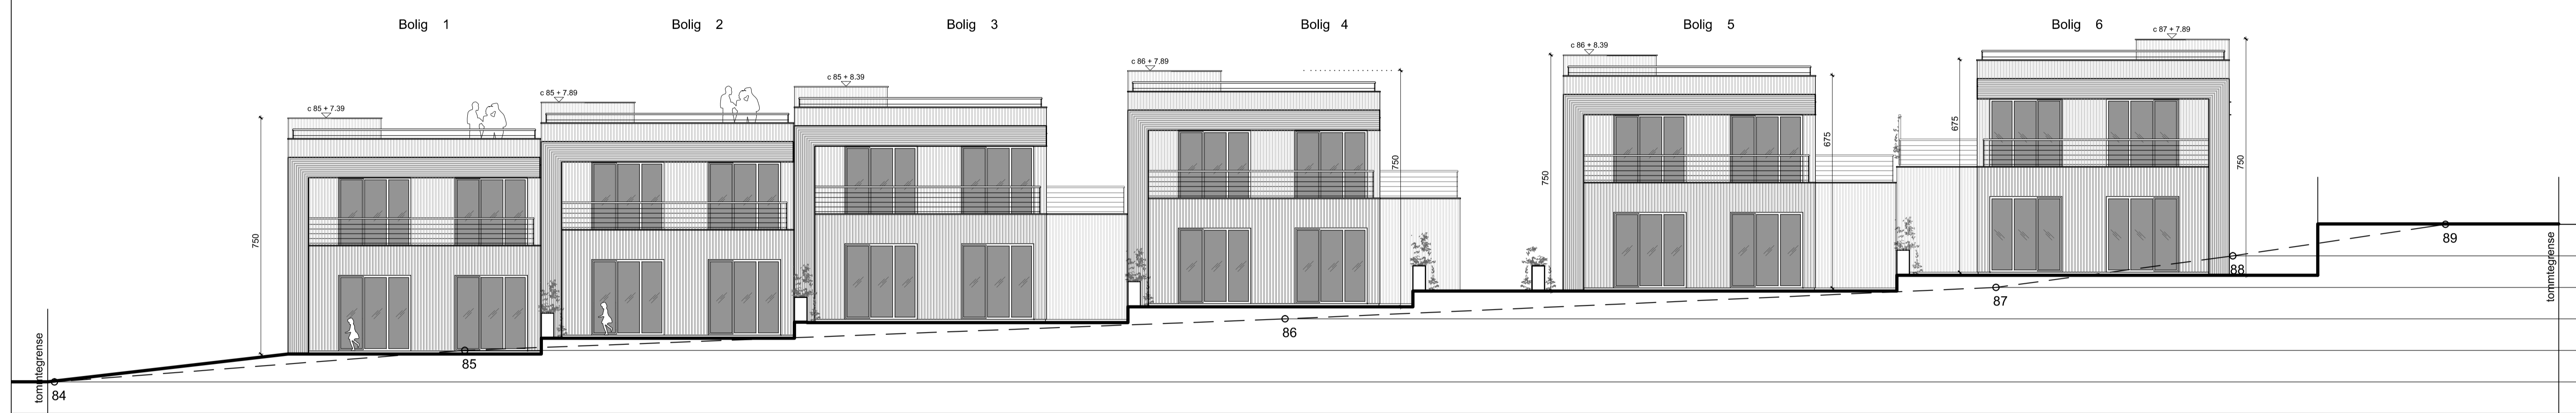 Bolig 1
Bolig 2
Bolig 3
Bolig 4
Bolig 5
Bolig 6
c 85 + 7.39
c 85 + 7.89
c 85 + 8.39
c 86 + 7.89
c 86 + 8.39
c 87 + 7.89
750
750
750
675
675
750
tommtegrense
84
85
86
87
88
89
tommtegrense